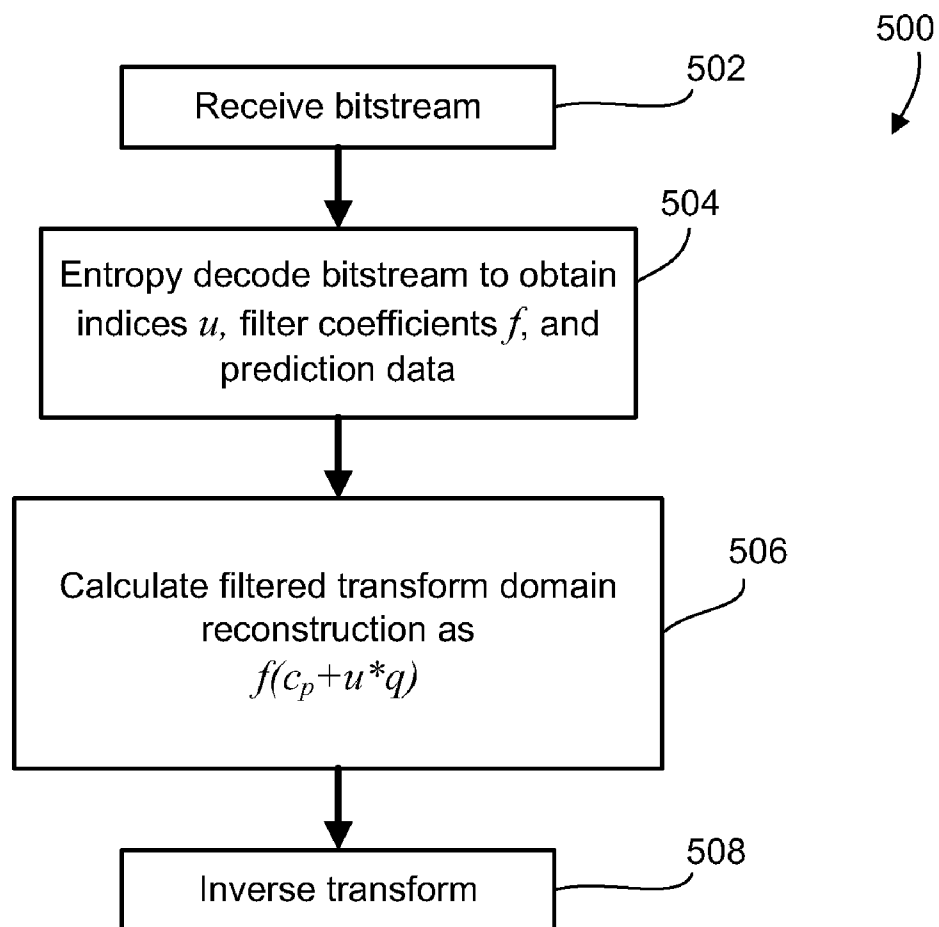 500
502
Receive bitstream
504
Entropy decode bitstream to obtain
indices u, filter coefficients f, and
prediction data
506
Calculate filtered transform domain
reconstruction as
f(cₚ+u*q)
508
Inverse transform